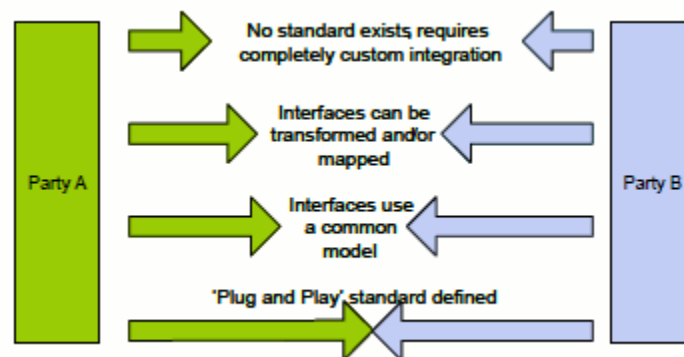 No standard exists, requires
completely custom integration
Interfaces can be
transformed and/or
mapped
Party A
Party B
Interfaces use
a common
model
'Plug and Play' standard defined